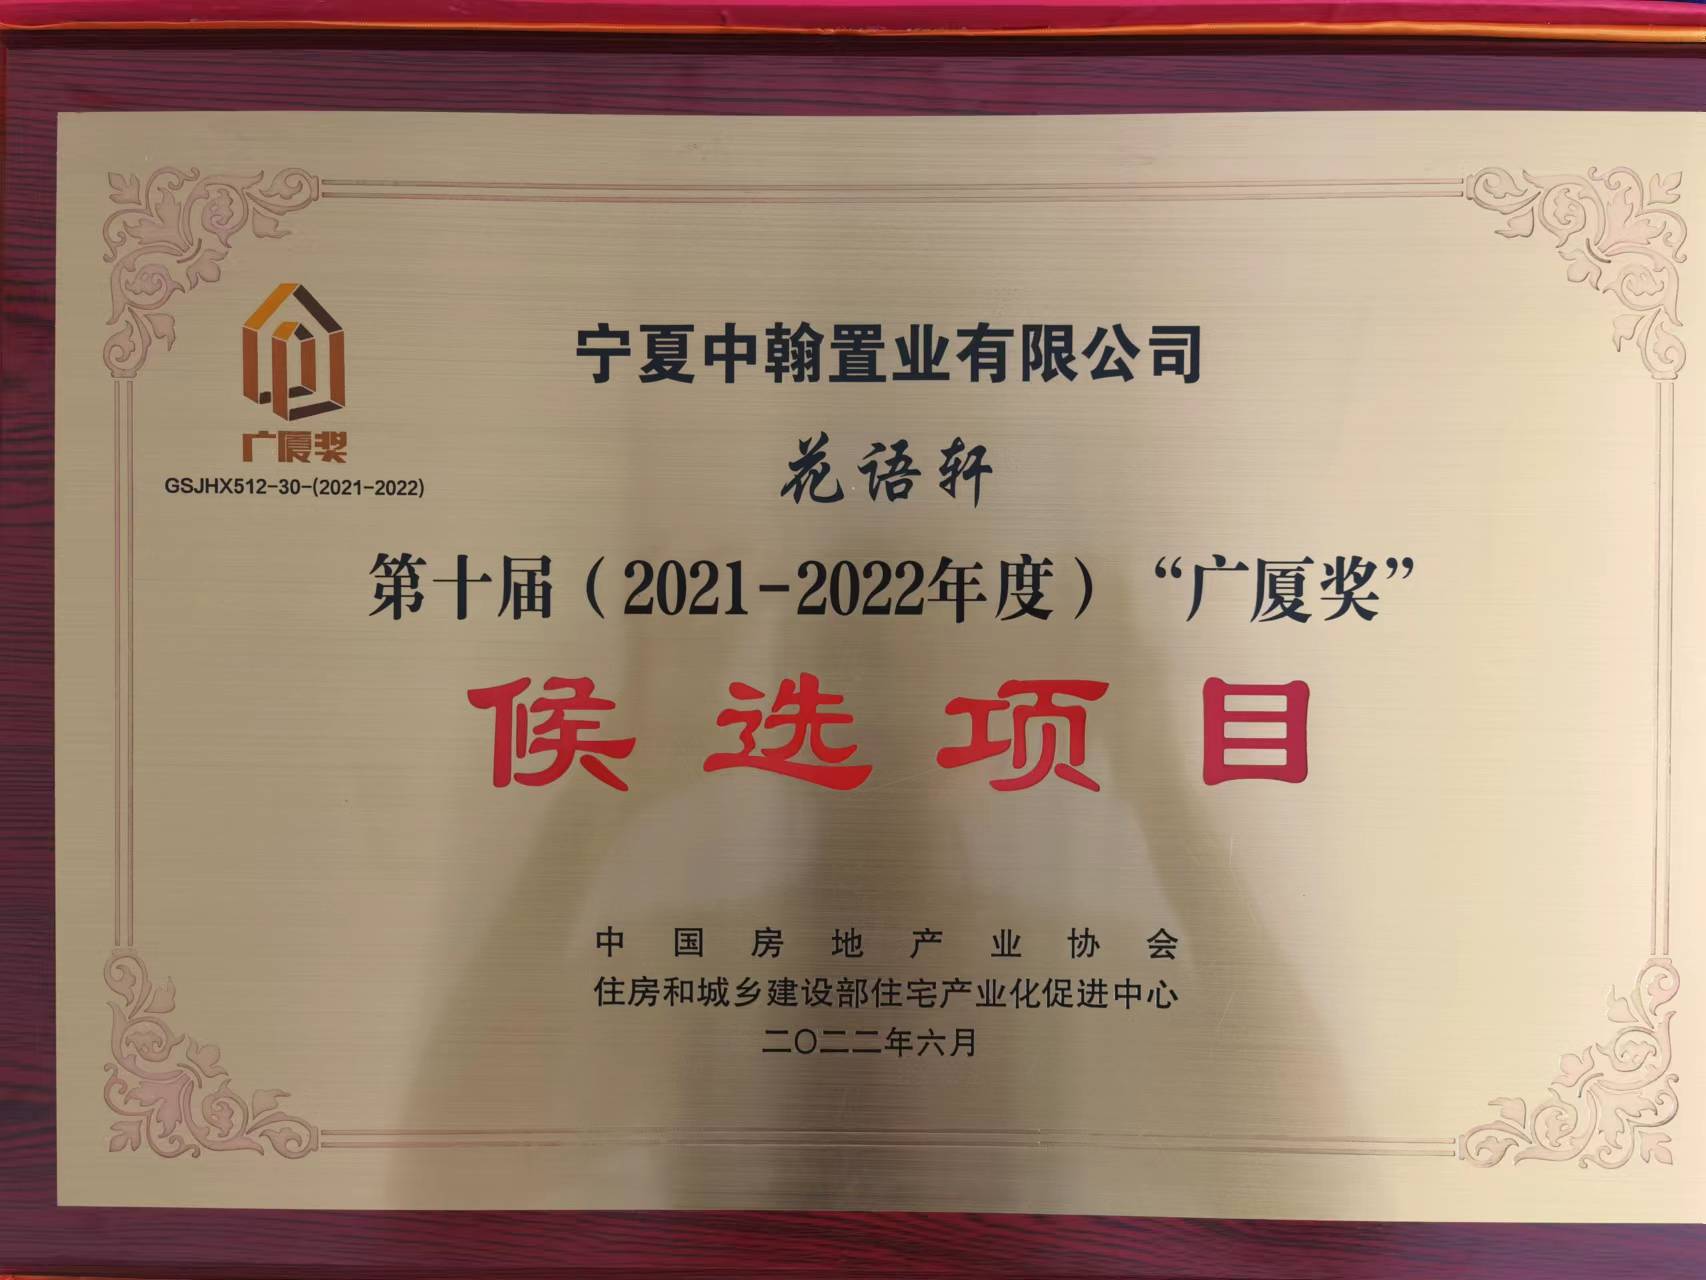 广厦奖
GSJHX512-30-(2021-2022)
宁夏中翰置业有限公司
花语轩
第十届（2021-2022年度）“广厦奖”
候选项目
中国房地产业协会
住房和城乡建设部住宅产业化促进中心
二〇二二年六月